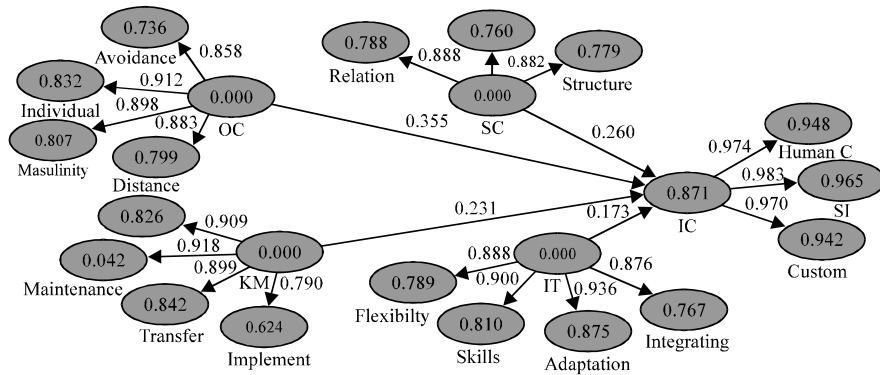 0.736
0.858
Avoidance
0.832
0.912
Individual
0.898
0.000
OC
0.807
0.883
Masulinity
0.799
Distance
0.788
0.888
Relation
0.760
0.882
0.779
Structure
0.000
SC
0.355
0.260
0.948
0.974
Human C
0.983
0.965
SI
0.871
IC
0.970
0.942
Custom
0.231
0.173
0.826
0.909
0.042
0.918
Maintenance
0.000
KM
0.899
0.790
0.842
Transfer
0.624
Implement
0.000
IT
0.888
0.789
0.900
Flexibilty
0.810
Skills
0.936
0.875
Adaptation
0.876
0.767
Integrating